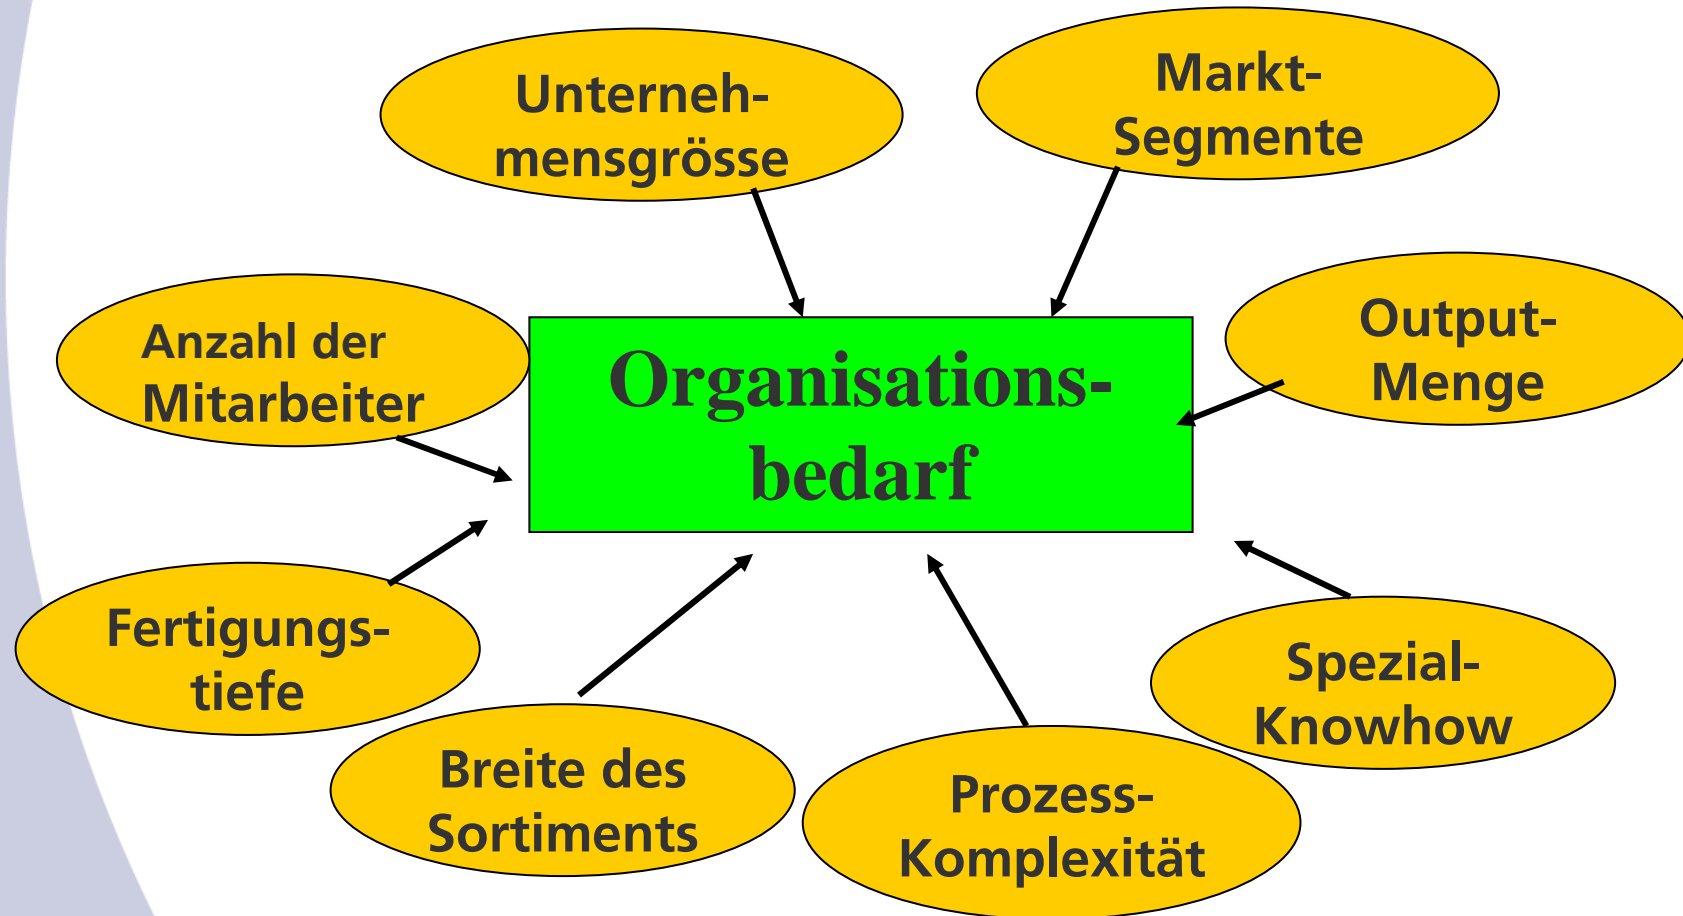 Unterneh-
mensgrösse
Markt-
Segmente
Anzahl der
Mitarbeiter
Organisations-
bedarf
Output-
Menge
Fertigungs-
tiefe
Breite des
Sortiments
Prozess-
Komplexität
Spezial-
Knowhow